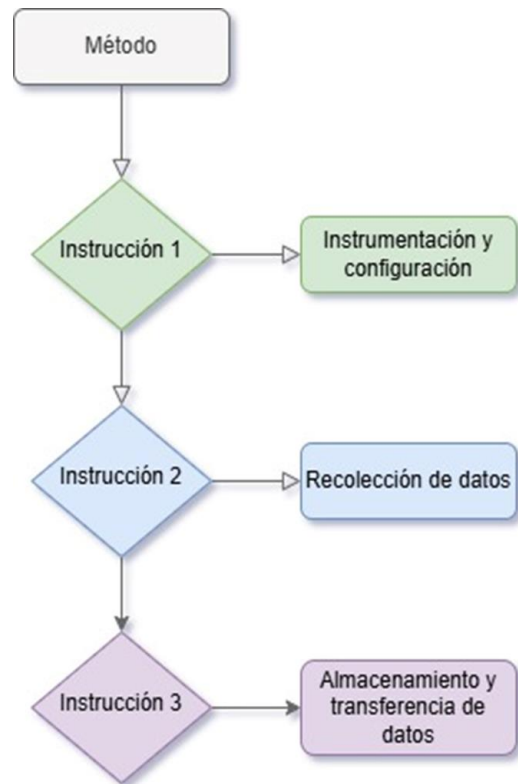 Método
Instrucción 1
Instrumentación y
configuración
Instrucción 2
Recolección de datos
Instrucción 3
Almacenamiento y
transferencia de
datos